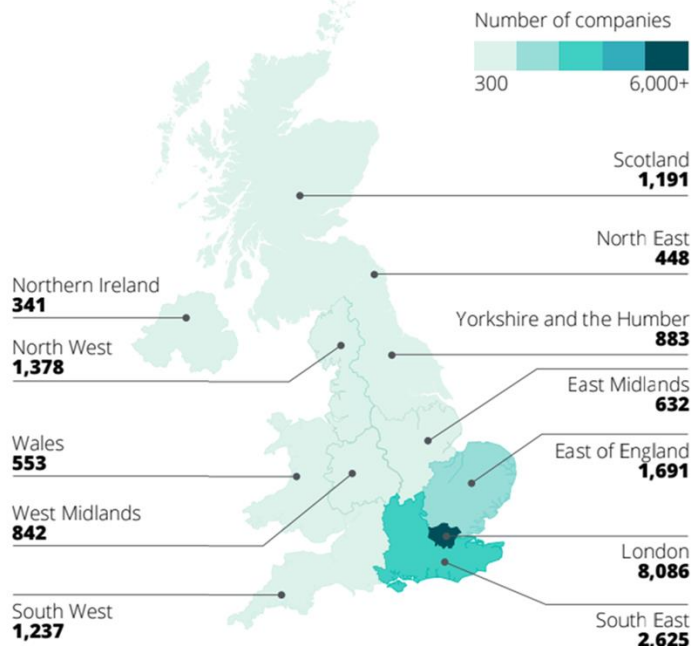 Number of companies
300
6,000+
Scotland
1,191
North East
448
Northern Ireland
341
Yorkshire and the Humber
883
North West
1,378
East Midlands
632
Wales
553
East of England
1,691
West Midlands
842
London
8,086
South West
1,237
South East
2,625